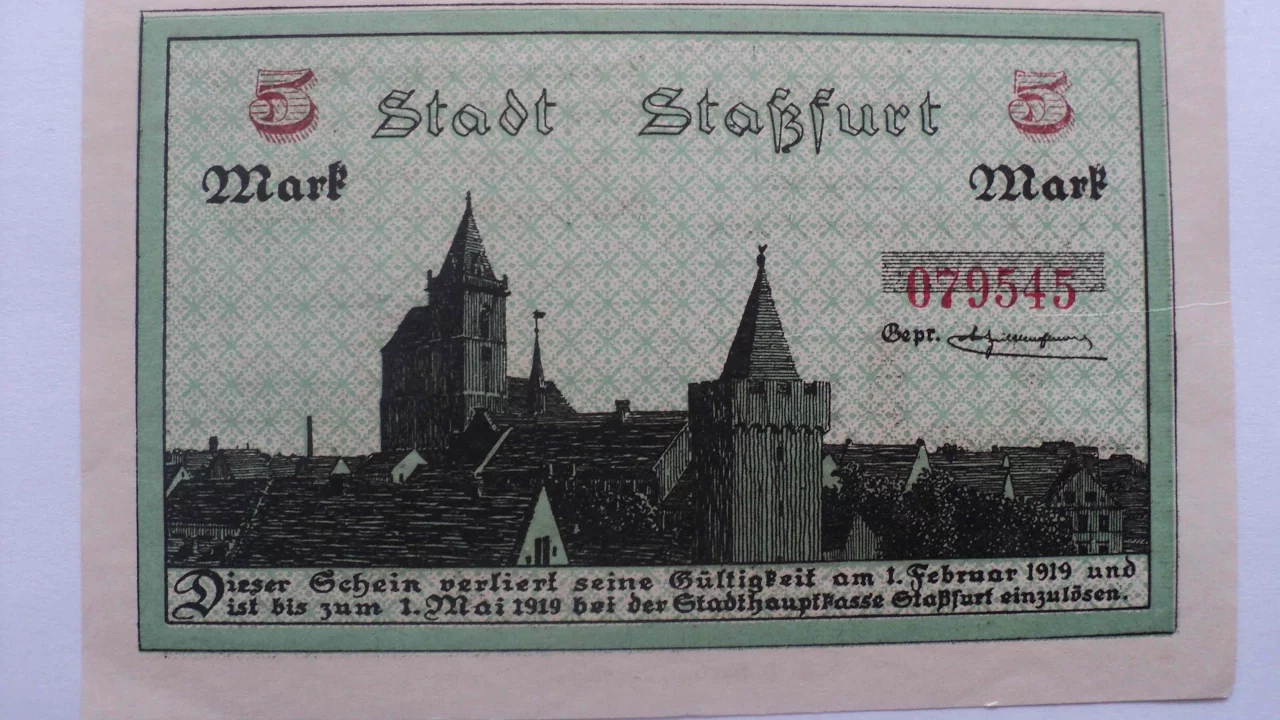 5 Stadt Staßfurt 5
Mark Mark
079545
Gepr.
Dieser Schein verliert seine Gültigkeit am 1. Februar 1919 und
ist bis zum 1. Mai 1919 bei der Stadthauptkasse Staßfurt einzulösen.